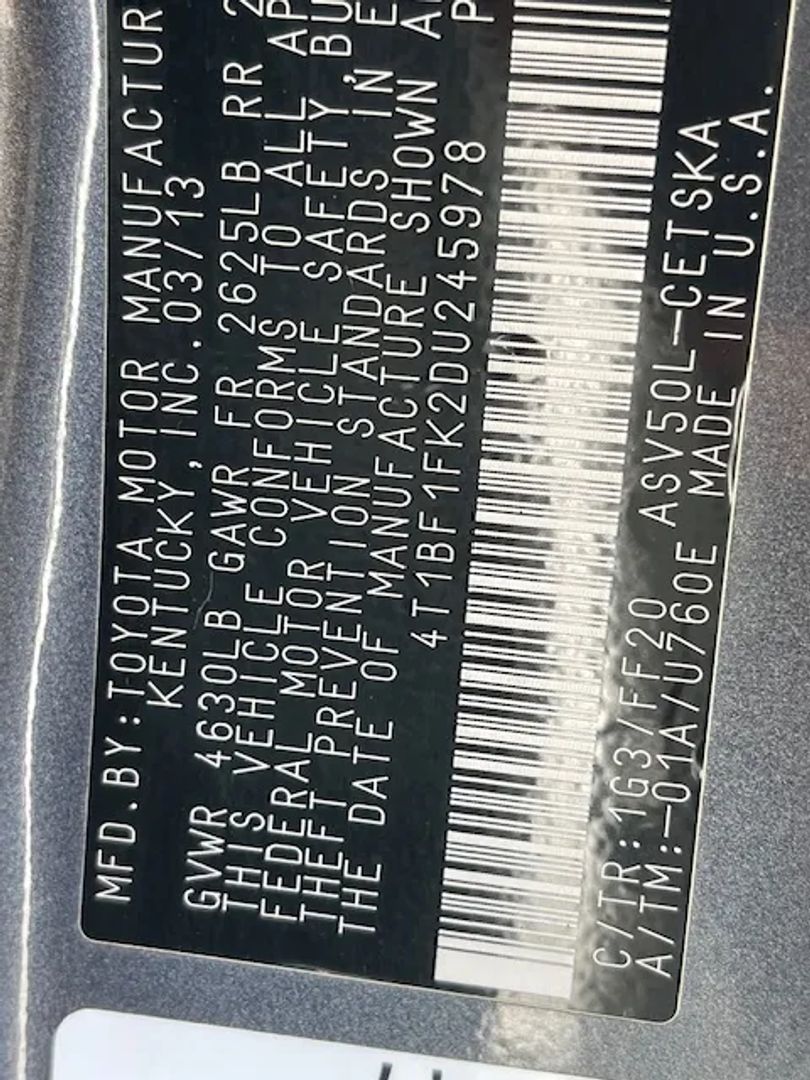 MFD.BY:TOYOTA MOTOR MANUFACTUR
KENTUCKY,INC.03/13
GVWR 4630LB GAWR FR 2625LB RR 2
THIS VEHICLE CONFORMS TO ALL AP
FEDERAL MOTOR VEHICLE SAFETY,BU
THEFT PREVENTION STANDARDS IN E
THE DATE OF MANUFACTURE SHOWN A
4T1BF1FK2DU245978 P
C/TR:1G3/FF20 ASV50L-CETSKA
A/TM:-01A/U760E MADE IN U.S.A.